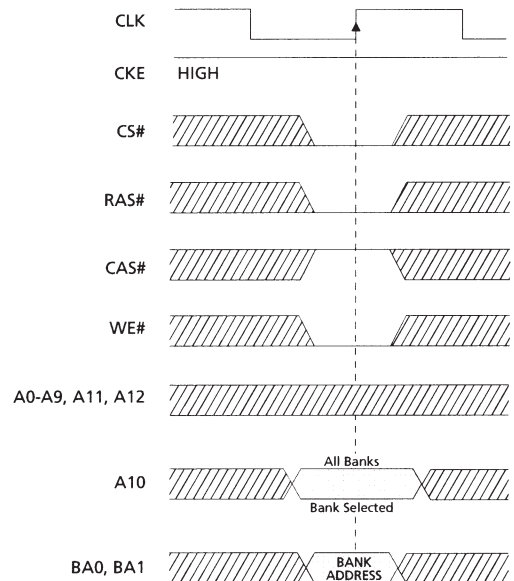 CLK
CKE HIGH
CS#
RAS#
CAS#
WE#
A0-A9, A11, A12
All Banks
A10
Bank Selected
BA0, BA1 BANK
ADDRESS